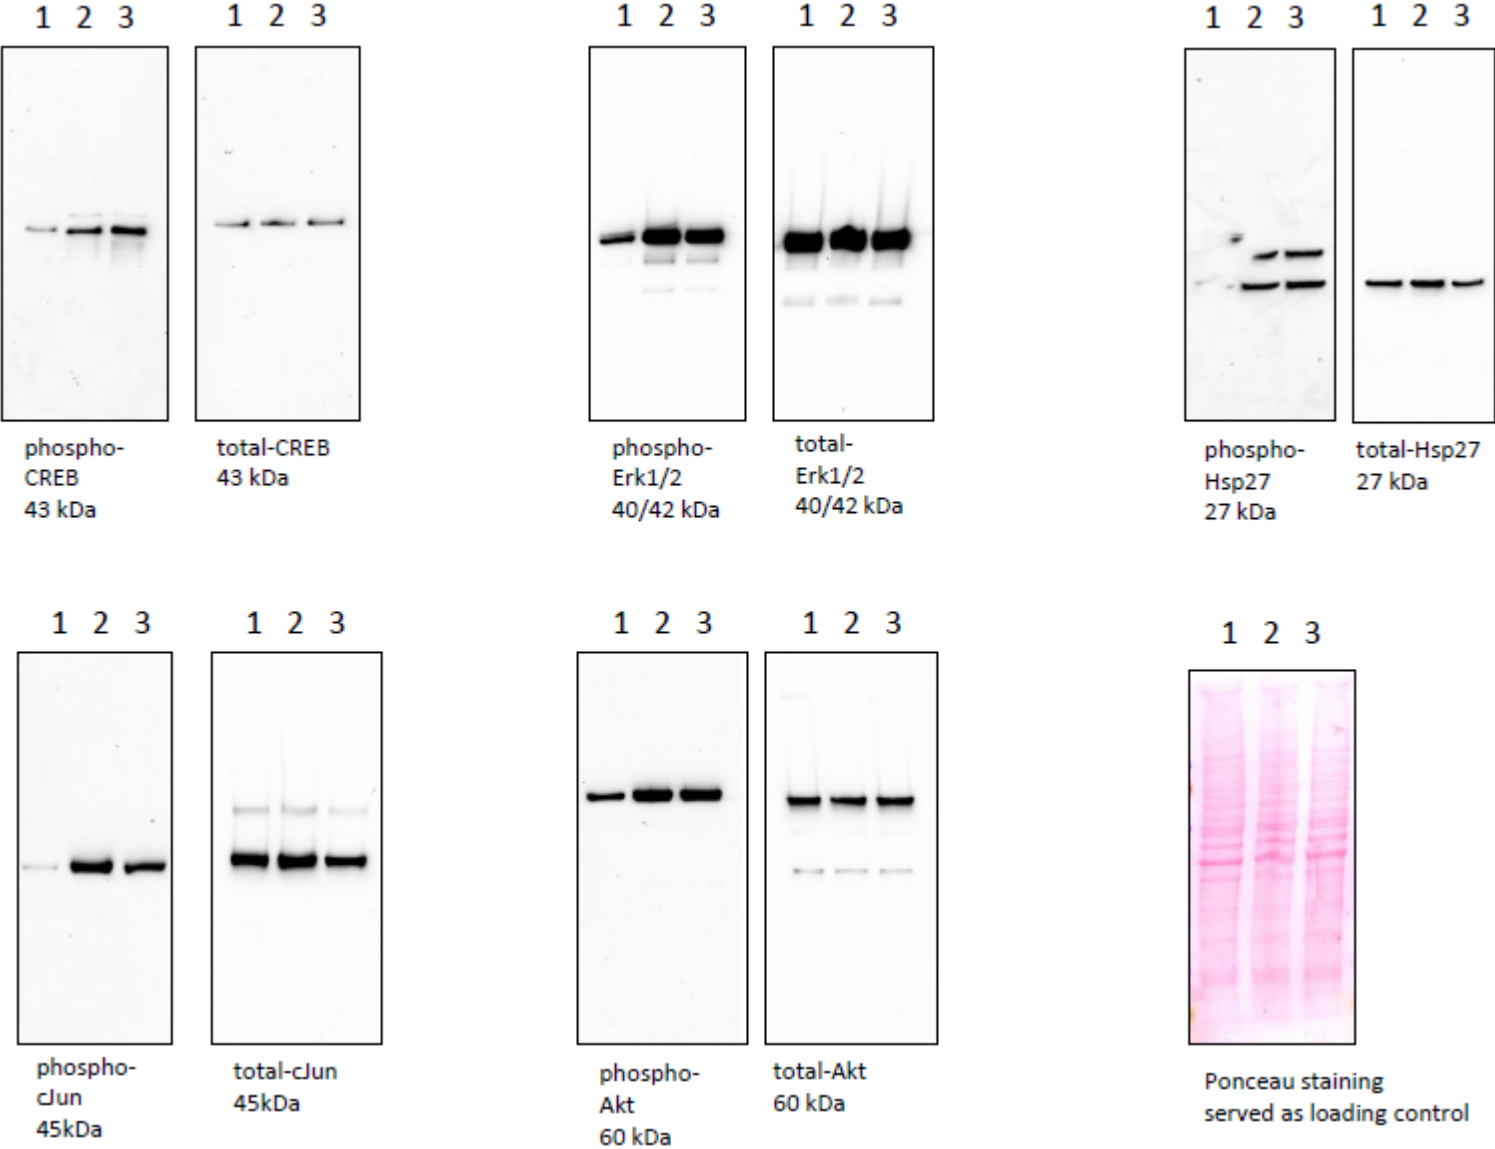 1 2 3
1 2 3
1 2 3
1 2 3
1 2 3
1 2 3
phospho-
CREB
43 kDa
total-CREB
43 kDa
phospho-
Erk1/2
40/42 kDa
total-
Erk1/2
40/42 kDa
phospho-
Hsp27
27 kDa
total-Hsp27
27 kDa
1 2 3
1 2 3
1 2 3
1 2 3
1 2 3
phospho-
cJun
45kDa
total-cJun
45kDa
phospho-
Akt
60 kDa
total-Akt
60 kDa
Ponceau staining
served as loading control